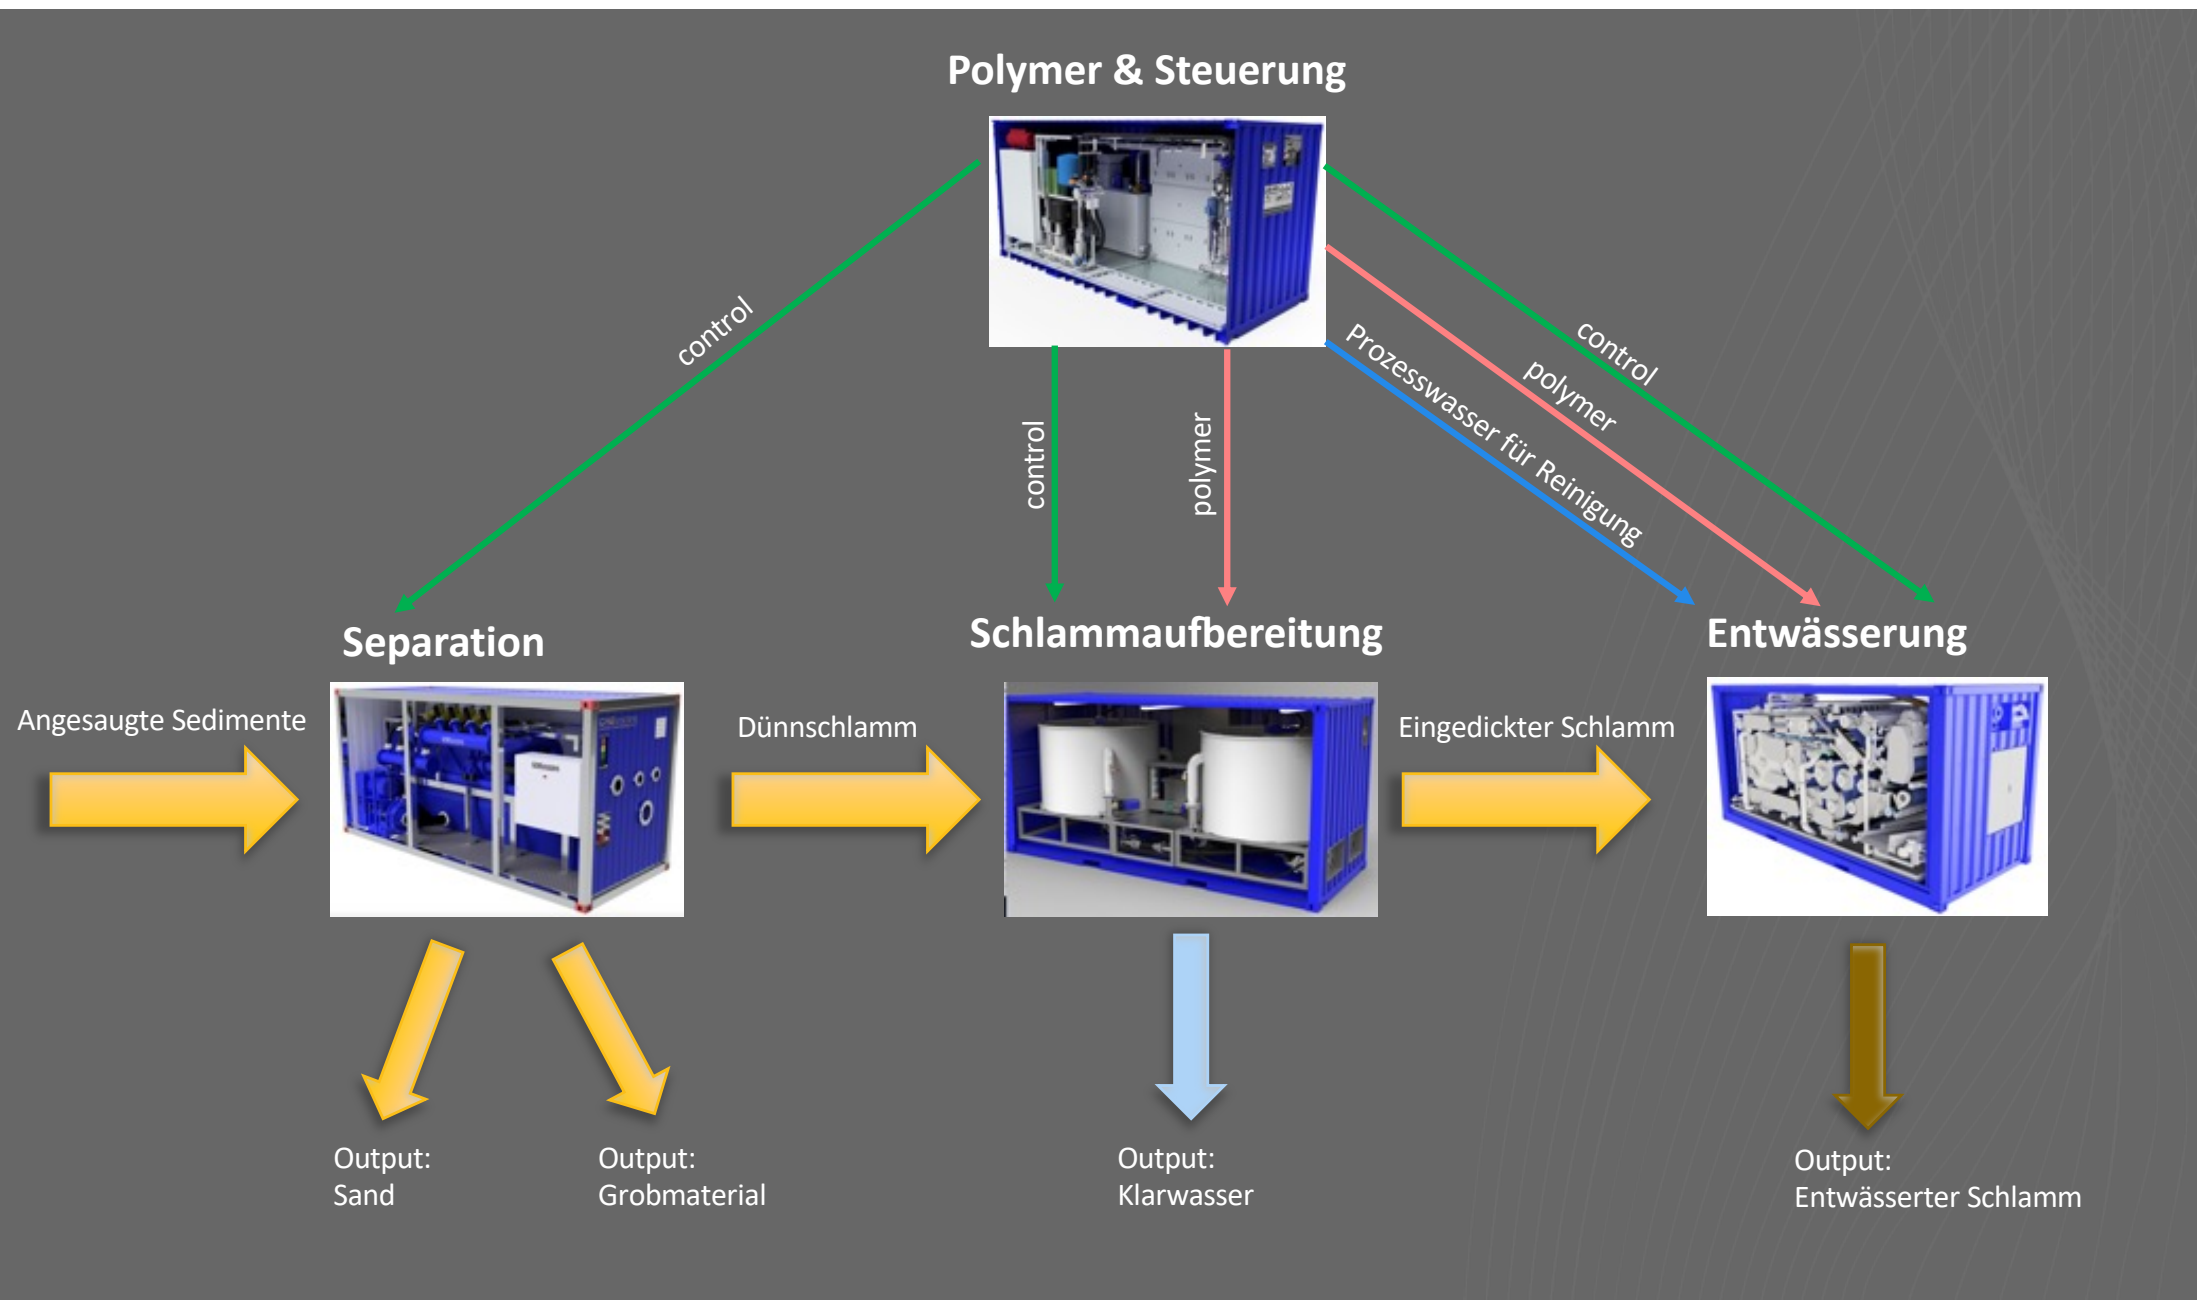 Polymer & Steuerung
control
control
polymer
Prozesswasser für Reinigung
polymer
control
Separation
Schlammaufbereitung
Entwässerung
Angesaugte Sedimente
Dünnschlamm
Eingedickter Schlamm
Output:
Sand
Output:
Grobmaterial
Output:
Klarwasser
Output:
Entwässerter Schlamm